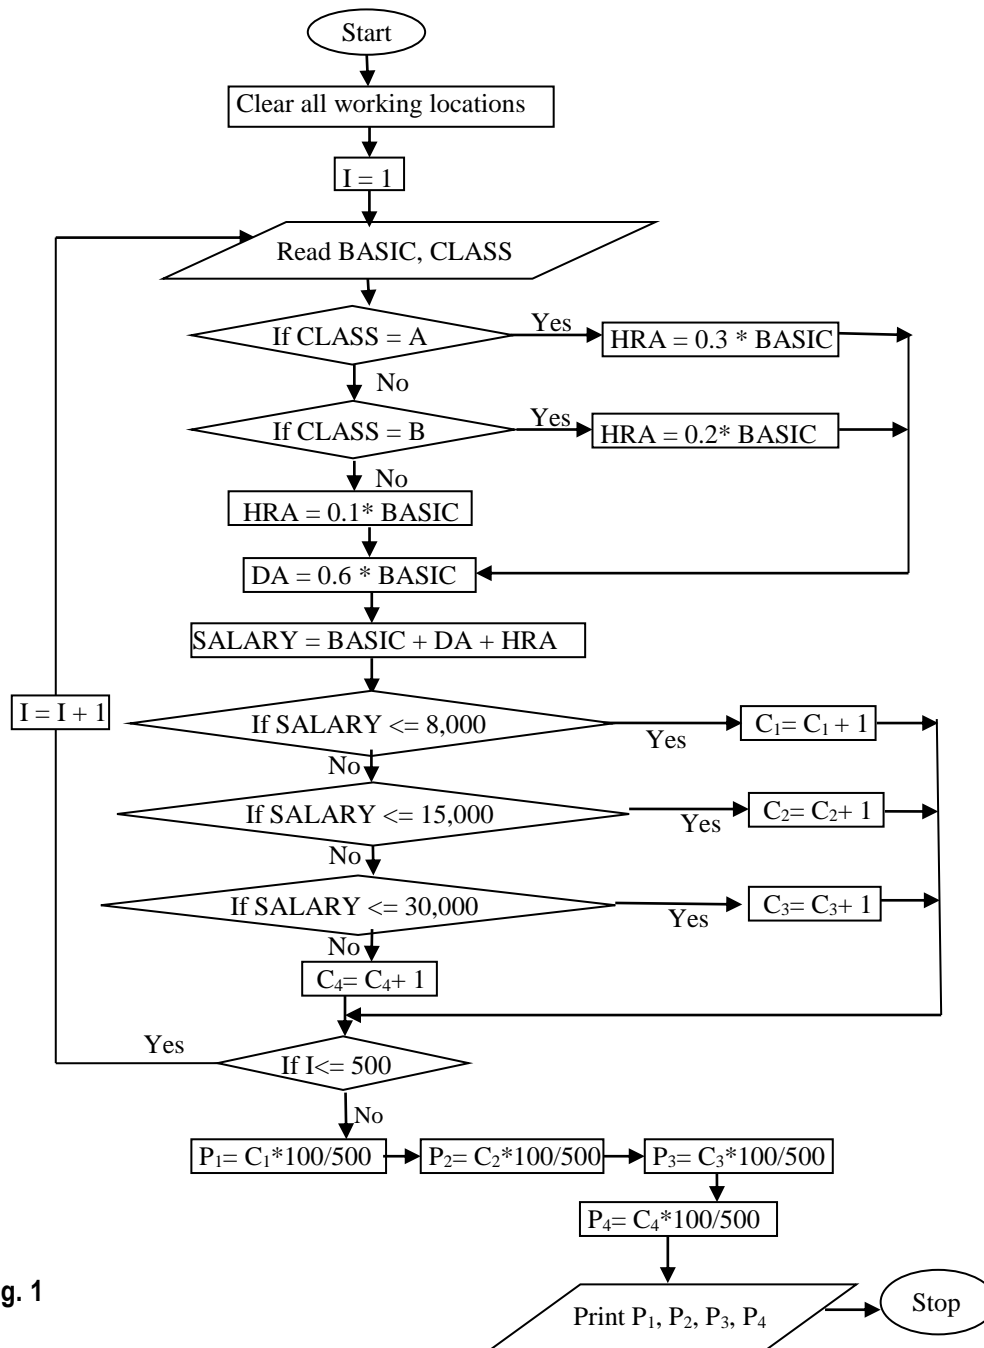 Start
Clear all working locations
I = 1
Read BASIC, CLASS
If CLASS = A
Yes
HRA = 0.3 * BASIC
No
If CLASS = B
Yes
HRA = 0.2* BASIC
No
HRA = 0.1* BASIC
DA = 0.6 * BASIC
SALARY = BASIC + DA + HRA
I = I + 1
If SALARY <= 8,000
Yes
C₁= C₁ + 1
No
If SALARY <= 15,000
Yes
C₂= C₂+ 1
No
If SALARY <= 30,000
Yes
C₃= C₃+ 1
No
C₄= C₄+ 1
Yes
If I<= 500
No
P₁= C₁*100/500
P₂= C₂*100/500
P₃= C₃*100/500
P₄= C₄*100/500
g. 1
Print P₁, P₂, P₃, P₄
Stop